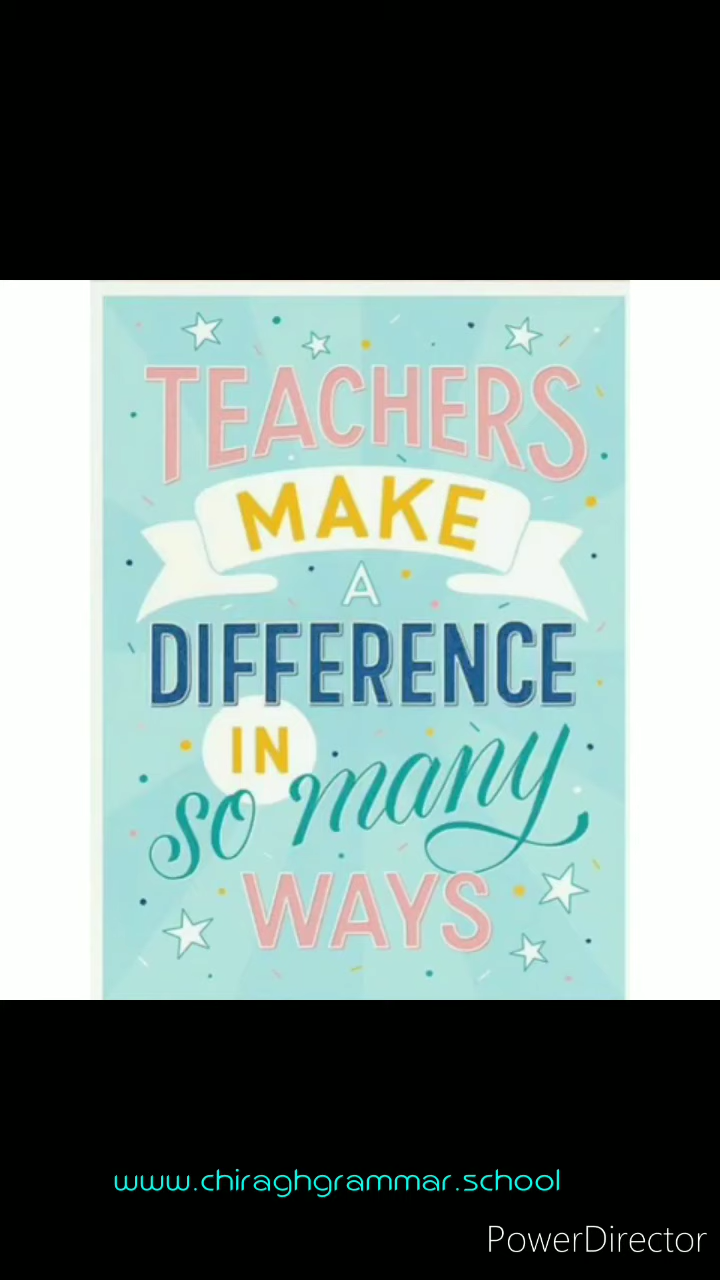 TEACHERS
MAKE
A
DIFFERENCE
IN
so many
WAYS
www.chiraghgrammar.school
PowerDirector